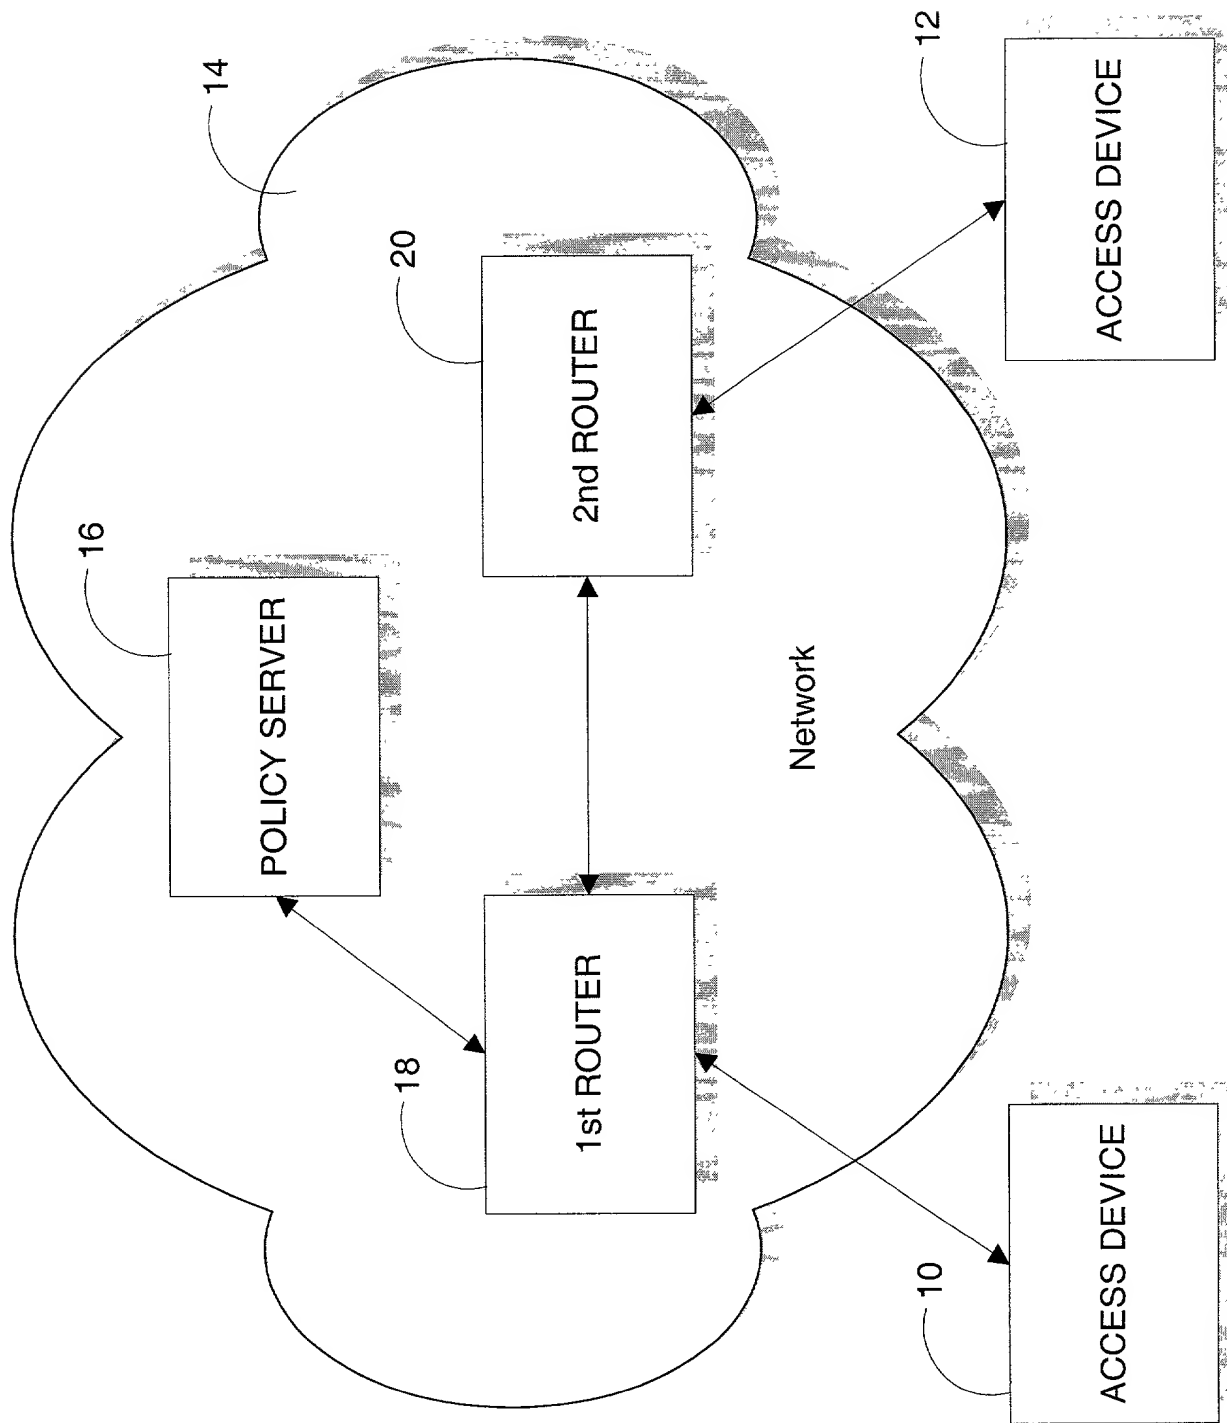 14
16
POLICY SERVER
18
1st ROUTER
20
2nd ROUTER
Network
10
ACCESS DEVICE
12
ACCESS DEVICE